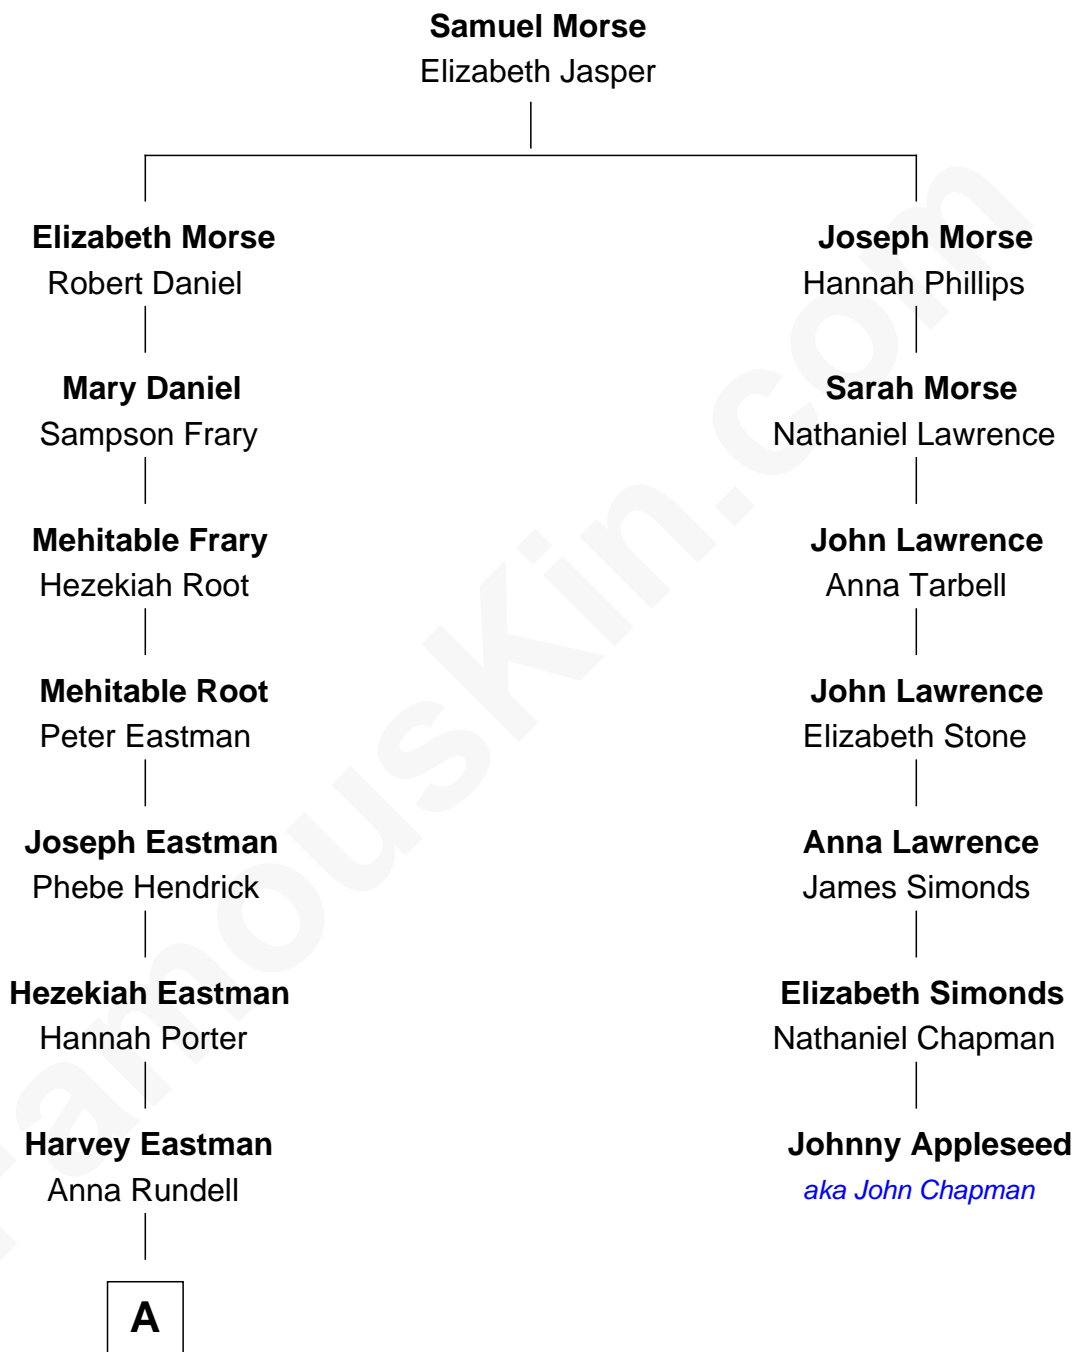 Samuel Morse
Elizabeth Jasper
Elizabeth Morse
Robert Daniel
Mary Daniel
Sampson Frary
Mehitable Frary
Hezekiah Root
Mehitable Root
Peter Eastman
Joseph Eastman
Phebe Hendrick
Hezekiah Eastman
Hannah Porter
Harvey Eastman
Anna Rundell
A
Joseph Morse
Hannah Phillips
Sarah Morse
Nathaniel Lawrence
John Lawrence
Anna Tarbell
John Lawrence
Elizabeth Stone
Anna Lawrence
James Simonds
Elizabeth Simonds
Nathaniel Chapman
Johnny Appleseed
aka John Chapman
FamousKin.com